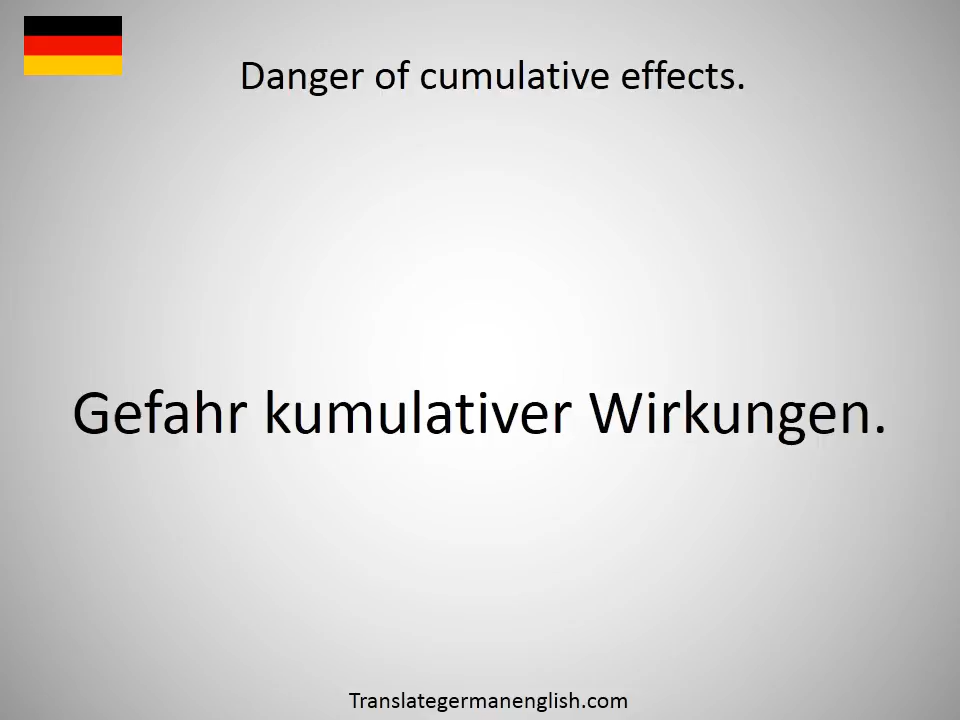 Danger of cumulative effects.
Gefahr kumulativer Wirkungen.
Translategermanenglish.com